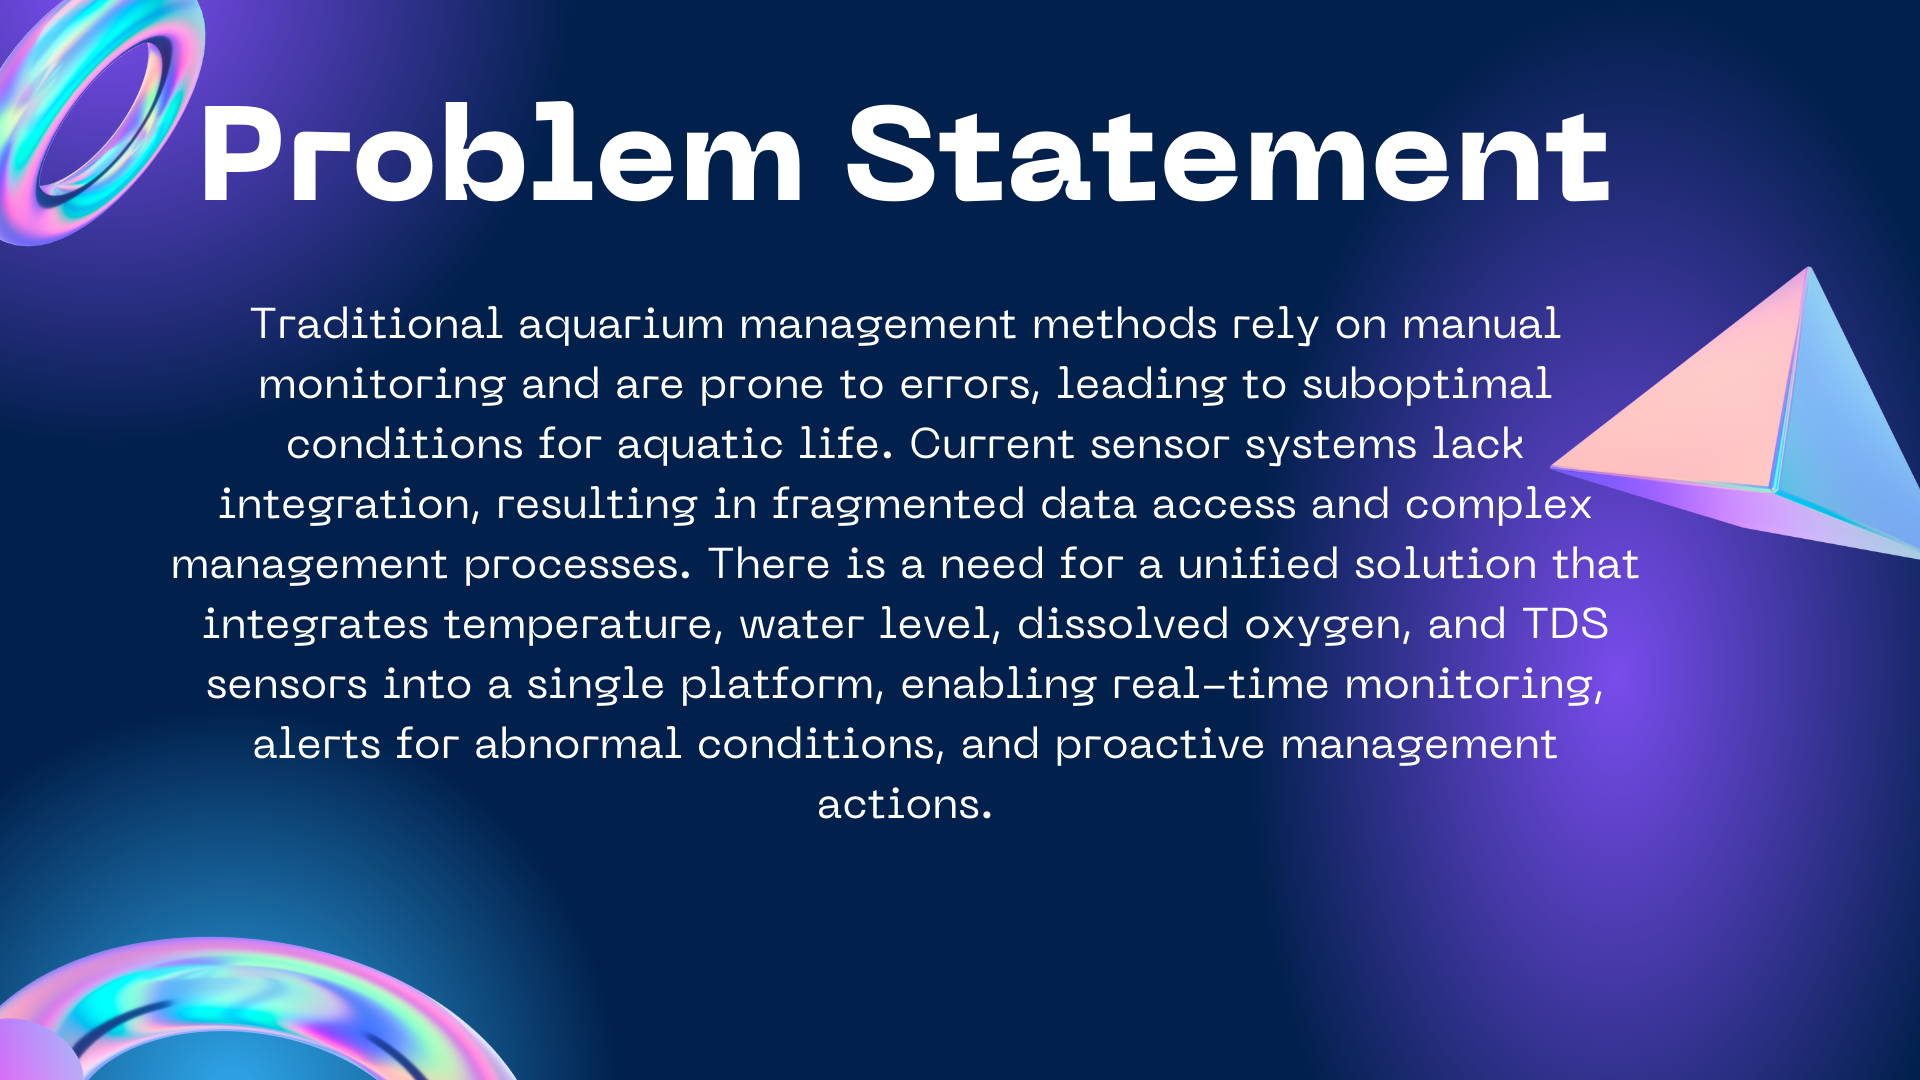 Problem Statement
Traditional aquarium management methods rely on manual
monitoring and are prone to errors, leading to suboptimal
conditions for aquatic life. Current sensor systems lack
integration, resulting in fragmented data access and complex
management processes. There is a need for a unified solution that
integrates temperature, water level, dissolved oxygen, and TDS
sensors into a single platform, enabling real-time monitoring,
alerts for abnormal conditions, and proactive management
actions.